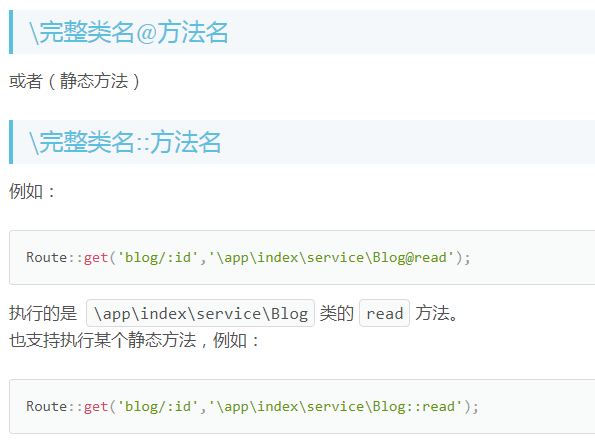 \完整类名@方法名
或者（静态方法）
\完整类名::方法名
例如：
Route::get('blog/:id','\app\index\service\Blog@read');
执行的是 \app\index\service\Blog 类的 read 方法。
也支持执行某个静态方法，例如：
Route::get('blog/:id','\app\index\service\Blog::read');